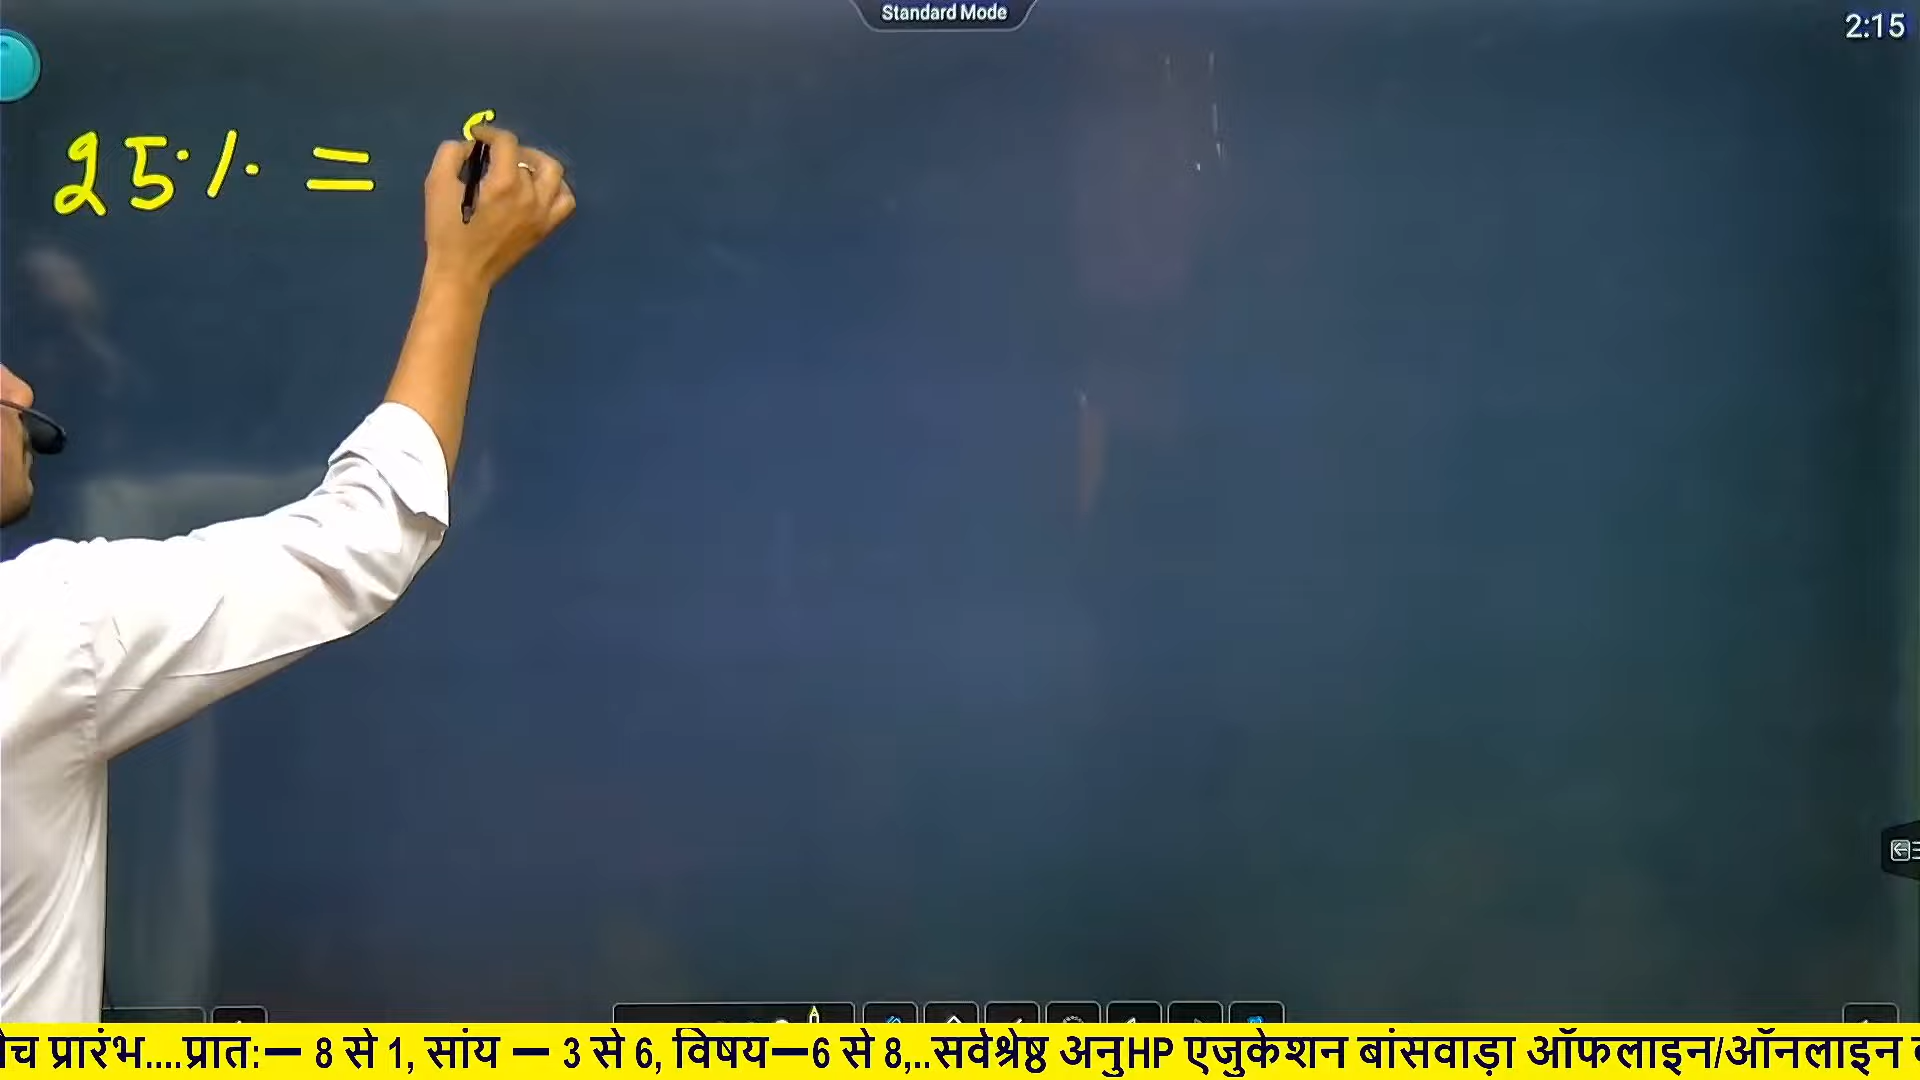 Standard Mode
2:15
25% =
प्रारंभ....प्रात:— 8 से 1, सांय — 3 से 6, विषय—6 से 8,..सर्वश्रेष्ठ अनुHP एजुकेशन बांसवाड़ा ऑफलाइन/ऑनलाइन